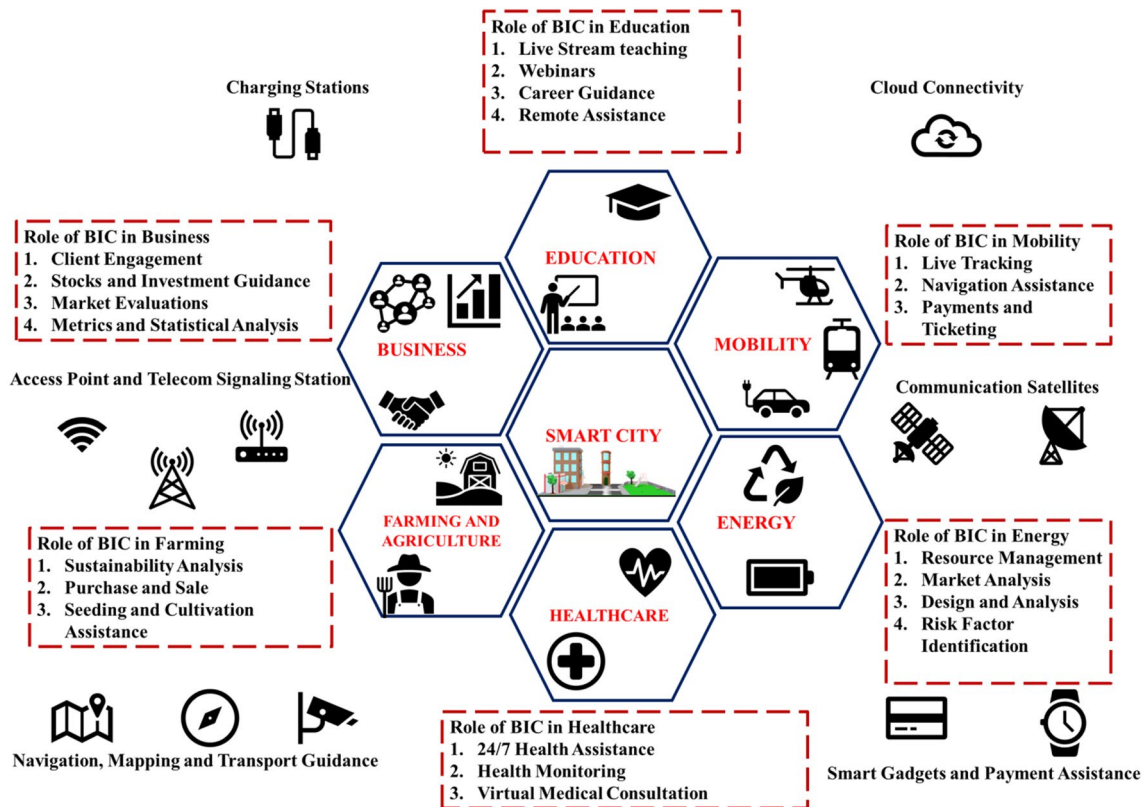 Role of BIC in Education
1. Live Stream teaching
2. Webinars
3. Career Guidance
4. Remote Assistance
Charging Stations
Cloud Connectivity
Role of BIC in Business
1. Client Engagement
2. Stocks and Investment Guidance
3. Market Evaluations
4. Metrics and Statistical Analysis
EDUCATION
BUSINESS
MOBILITY
Role of BIC in Mobility
1. Live Tracking
2. Navigation Assistance
3. Payments and
Ticketing
Access Point and Telecom Signaling Station
Communication Satellites
SMART CITY
FARMING AND
AGRICULTURE
ENERGY
HEALTHCARE
Role of BIC in Farming
1. Sustainability Analysis
2. Purchase and Sale
3. Seeding and Cultivation
Assistance
Role of BIC in Energy
1. Resource Management
2. Market Analysis
3. Design and Analysis
4. Risk Factor
Identification
Navigation, Mapping and Transport Guidance
Role of BIC in Healthcare
1. 24/7 Health Assistance
2. Health Monitoring
3. Virtual Medical Consultation
Smart Gadgets and Payment Assistance